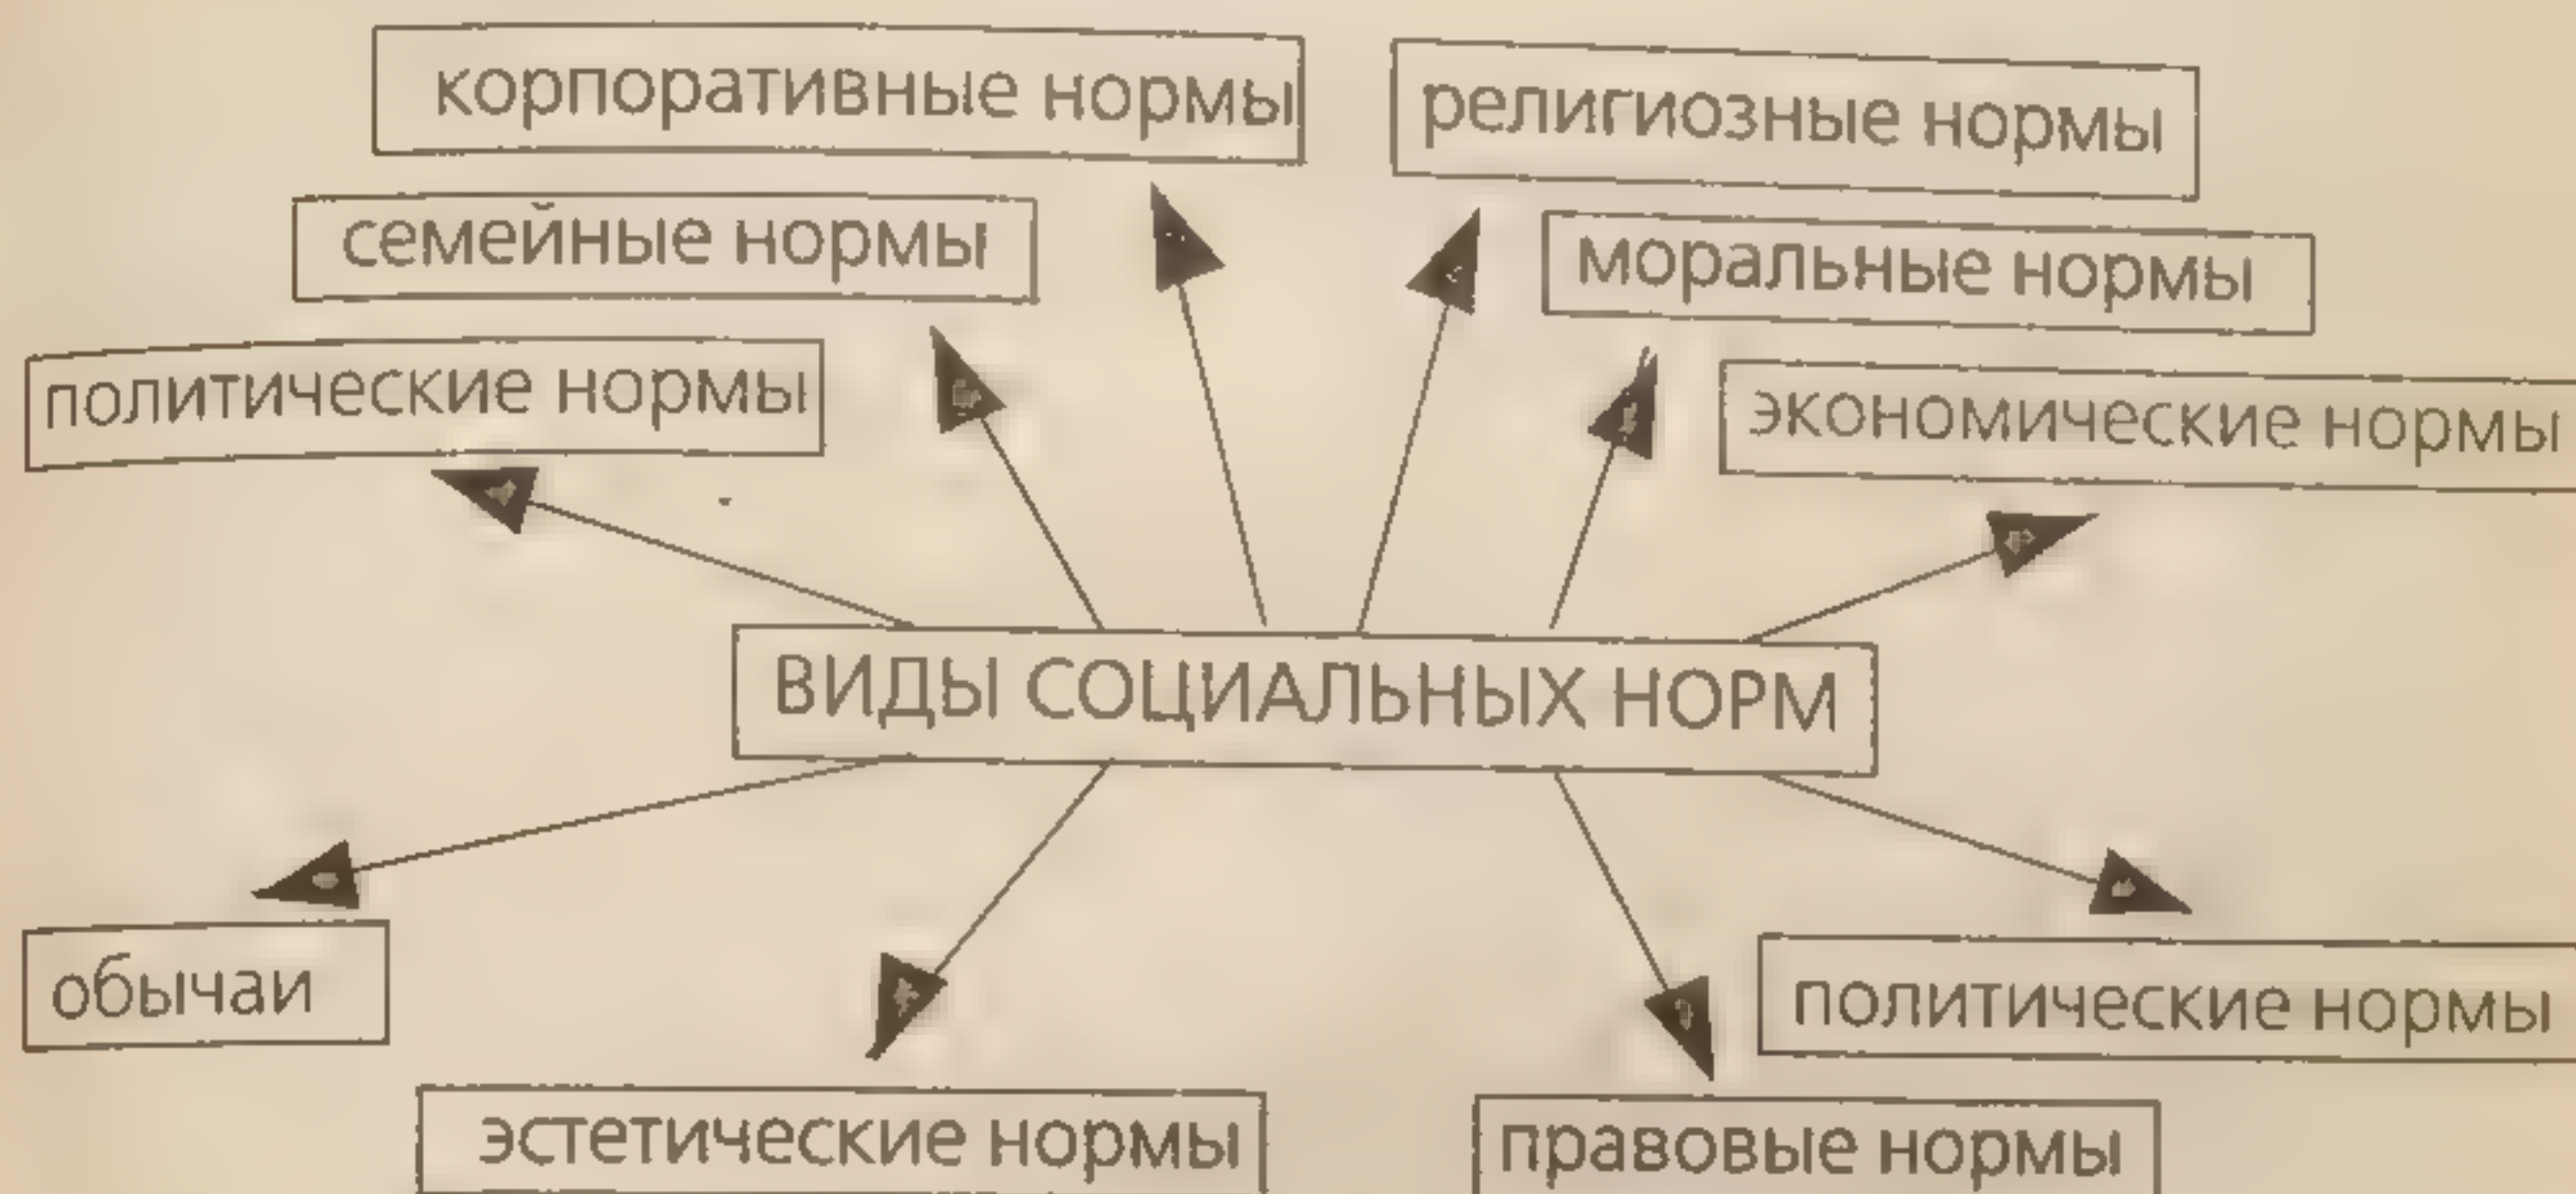 корпоративные нормы
религиозные нормы
семейные нормы
моральные нормы
политические нормы
экономические нормы
ВИДЫ СОЦИАЛЬНЫХ НОРМ
обычаи
политические нормы
эстетические нормы
правовые нормы